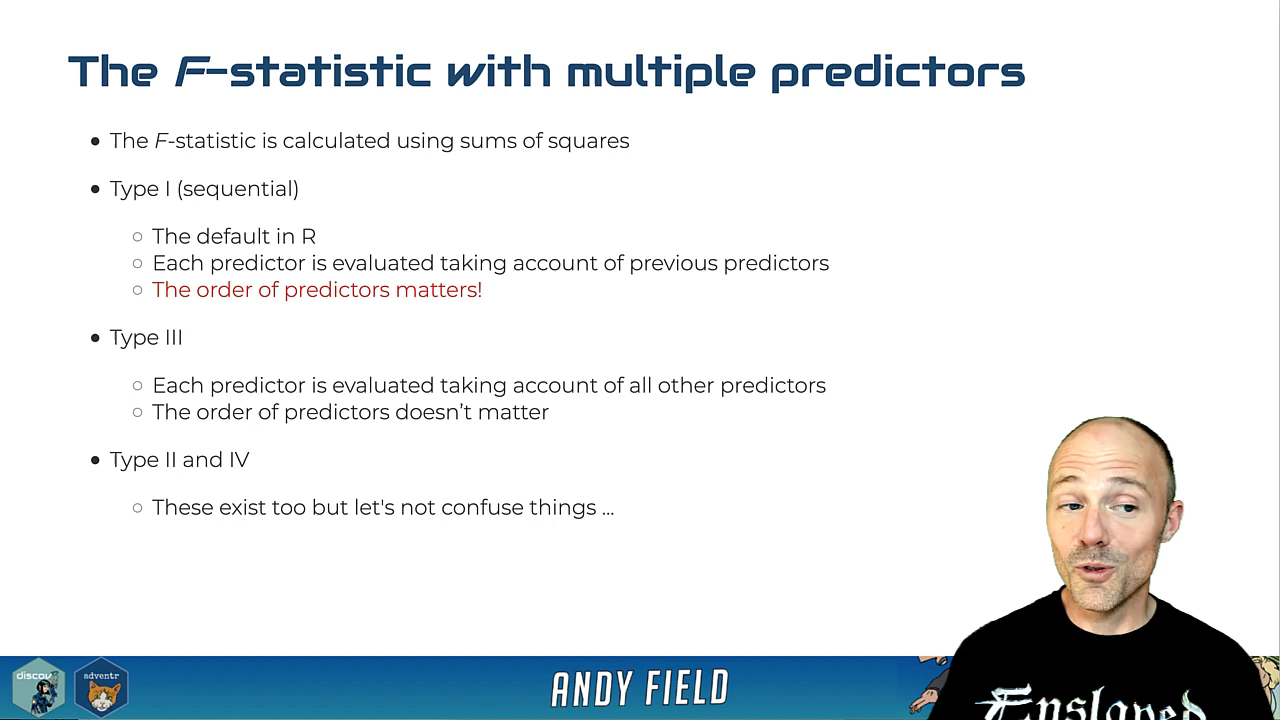 The F-statistic with multiple predictors
• The F-statistic is calculated using sums of squares
• Type I (sequential)
○ The default in R
○ Each predictor is evaluated taking account of previous predictors
○ The order of predictors matters!
• Type III
○ Each predictor is evaluated taking account of all other predictors
○ The order of predictors doesn’t matter
• Type II and IV
○ These exist too but let's not confuse things ...
adventr
ANDY FIELD
Enslaved